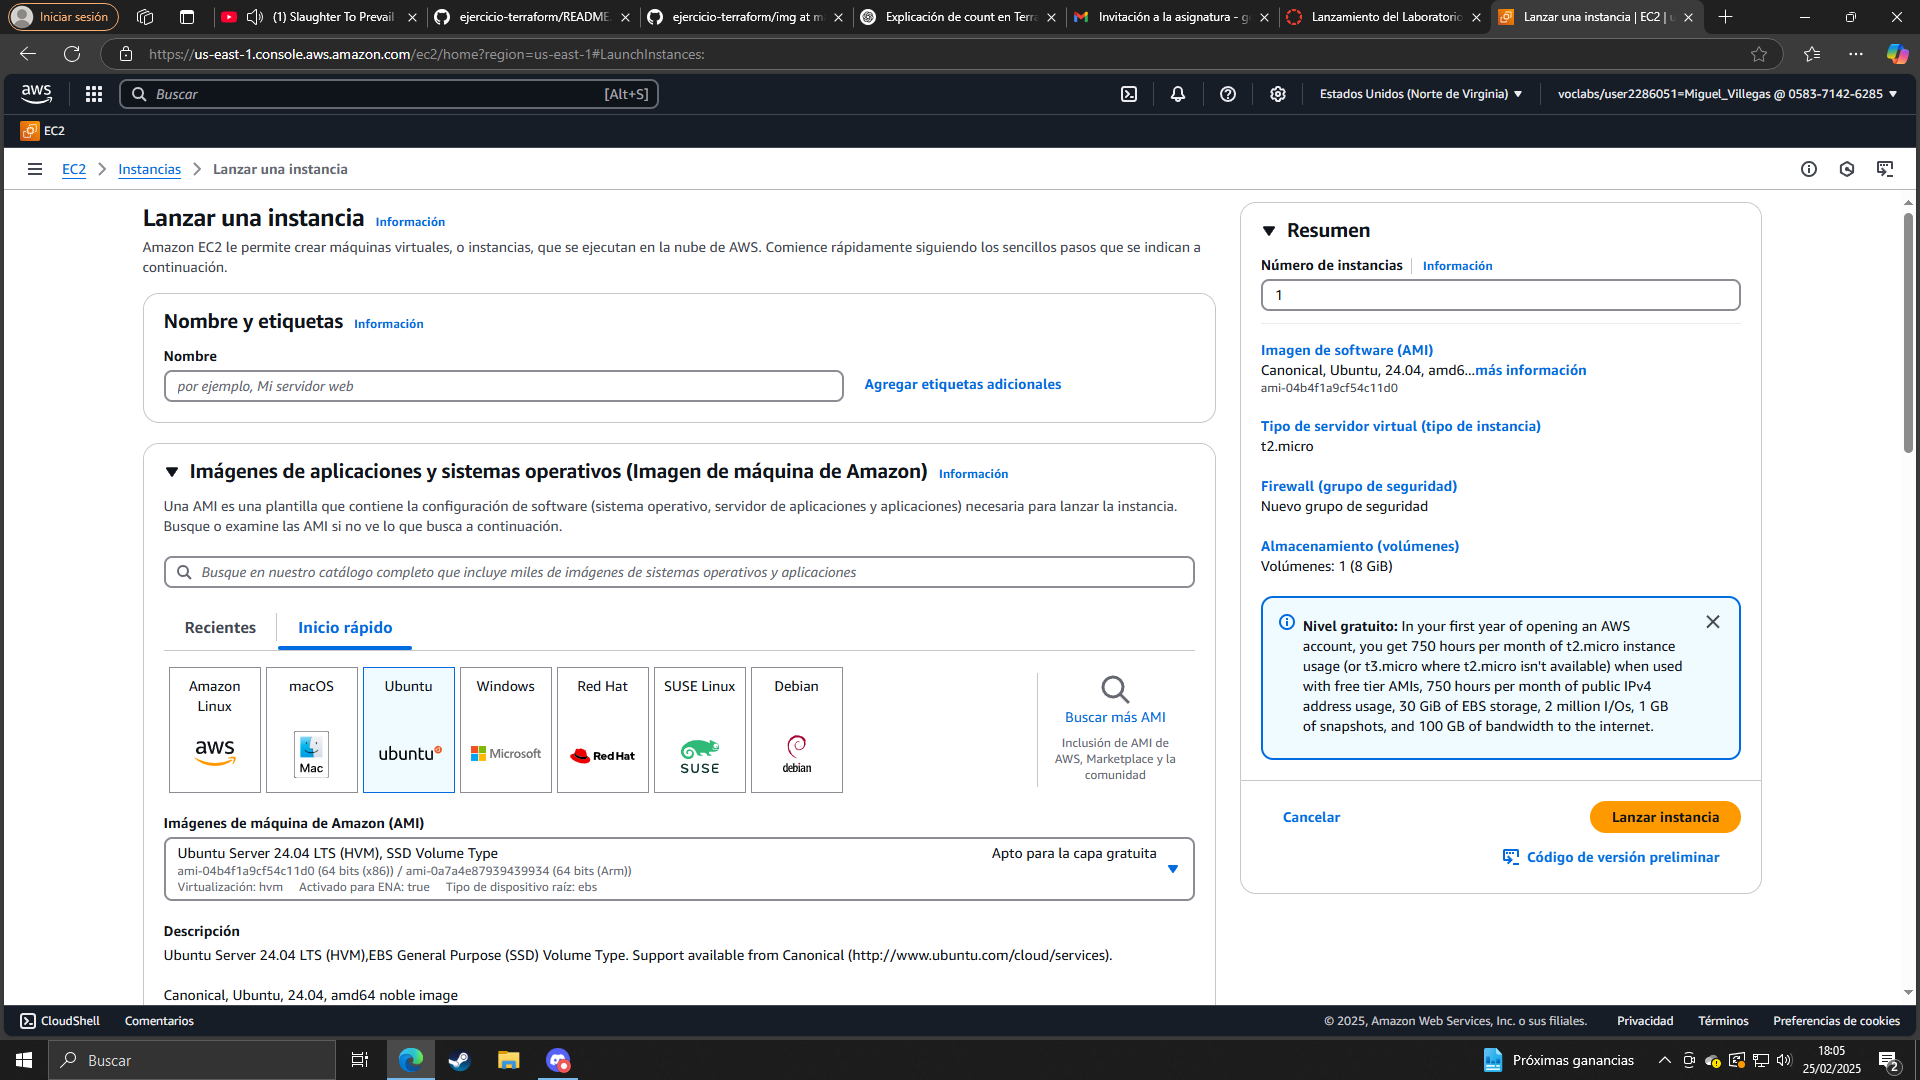 Iniciar sesión
(1) Slaughter To Prevail
ejercicio-terraform/README.
ejercicio-terraform/img at m
Explicación de count en Terra
Invitación a la asignatura - g
Lanzamiento del Laboratorio
Lanzar una instancia | EC2 | u
https://us-east-1.console.aws.amazon.com/ec2/home?region=us-east-1#LaunchInstances:
aws
Buscar
[Alt+S]
Estados Unidos (Norte de Virginia)
voclabs/user2286051=Miguel_Villegas @ 0583-7142-6285
EC2
EC2
Instancias
Lanzar una instancia
Lanzar una instancia
Información
Amazon EC2 le permite crear máquinas virtuales, o instancias, que se ejecutan en la nube de AWS. Comience rápidamente siguiendo los sencillos pasos que se indican a
continuación.
Nombre y etiquetas
Información
Nombre
por ejemplo, Mi servidor web
Agregar etiquetas adicionales
Imágenes de aplicaciones y sistemas operativos (Imagen de máquina de Amazon)
Información
Una AMI es una plantilla que contiene la configuración de software (sistema operativo, servidor de aplicaciones y aplicaciones) necesaria para lanzar la instancia.
Busque o examine las AMI si no ve lo que busca a continuación.
Busque en nuestro catálogo completo que incluye miles de imágenes de sistemas operativos y aplicaciones
Recientes
Inicio rápido
Amazon
Linux
aws
macOS
Mac
Ubuntu
ubuntu
Windows
Microsoft
Red Hat
Red Hat
SUSE Linux
SUSE
Debian
debian
Buscar más AMI
Inclusión de AMI de
AWS, Marketplace y la
comunidad
Imágenes de máquina de Amazon (AMI)
Ubuntu Server 24.04 LTS (HVM), SSD Volume Type
Apto para la capa gratuita
ami-04b4f1a9cf54c11d0 (64 bits (x86)) / ami-0a7a4e87939439934 (64 bits (Arm))
Virtualización: hvm
Activado para ENA: true
Tipo de dispositivo raíz: ebs
Descripción
Ubuntu Server 24.04 LTS (HVM),EBS General Purpose (SSD) Volume Type. Support available from Canonical (http://www.ubuntu.com/cloud/services).
Canonical, Ubuntu, 24.04, amd64 noble image
Resumen
Número de instancias
Información
1
Imagen de software (AMI)
Canonical, Ubuntu, 24.04, amd6...más información
ami-04b4f1a9cf54c11d0
Tipo de servidor virtual (tipo de instancia)
t2.micro
Firewall (grupo de seguridad)
Nuevo grupo de seguridad
Almacenamiento (volúmenes)
Volúmenes: 1 (8 GiB)
Nivel gratuito: In your first year of opening an AWS
account, you get 750 hours per month of t2.micro instance
usage (or t3.micro where t2.micro isn't available) when used
with free tier AMIs, 750 hours per month of public IPv4
address usage, 30 GiB of EBS storage, 2 million I/Os, 1 GB
of snapshots, and 100 GB of bandwidth to the internet.
Cancelar
Lanzar instancia
Código de versión preliminar
CloudShell
Comentarios
© 2025, Amazon Web Services, Inc. o sus filiales.
Privacidad
Términos
Preferencias de cookies
Buscar
Próximas ganancias
18:05
25/02/2025
2